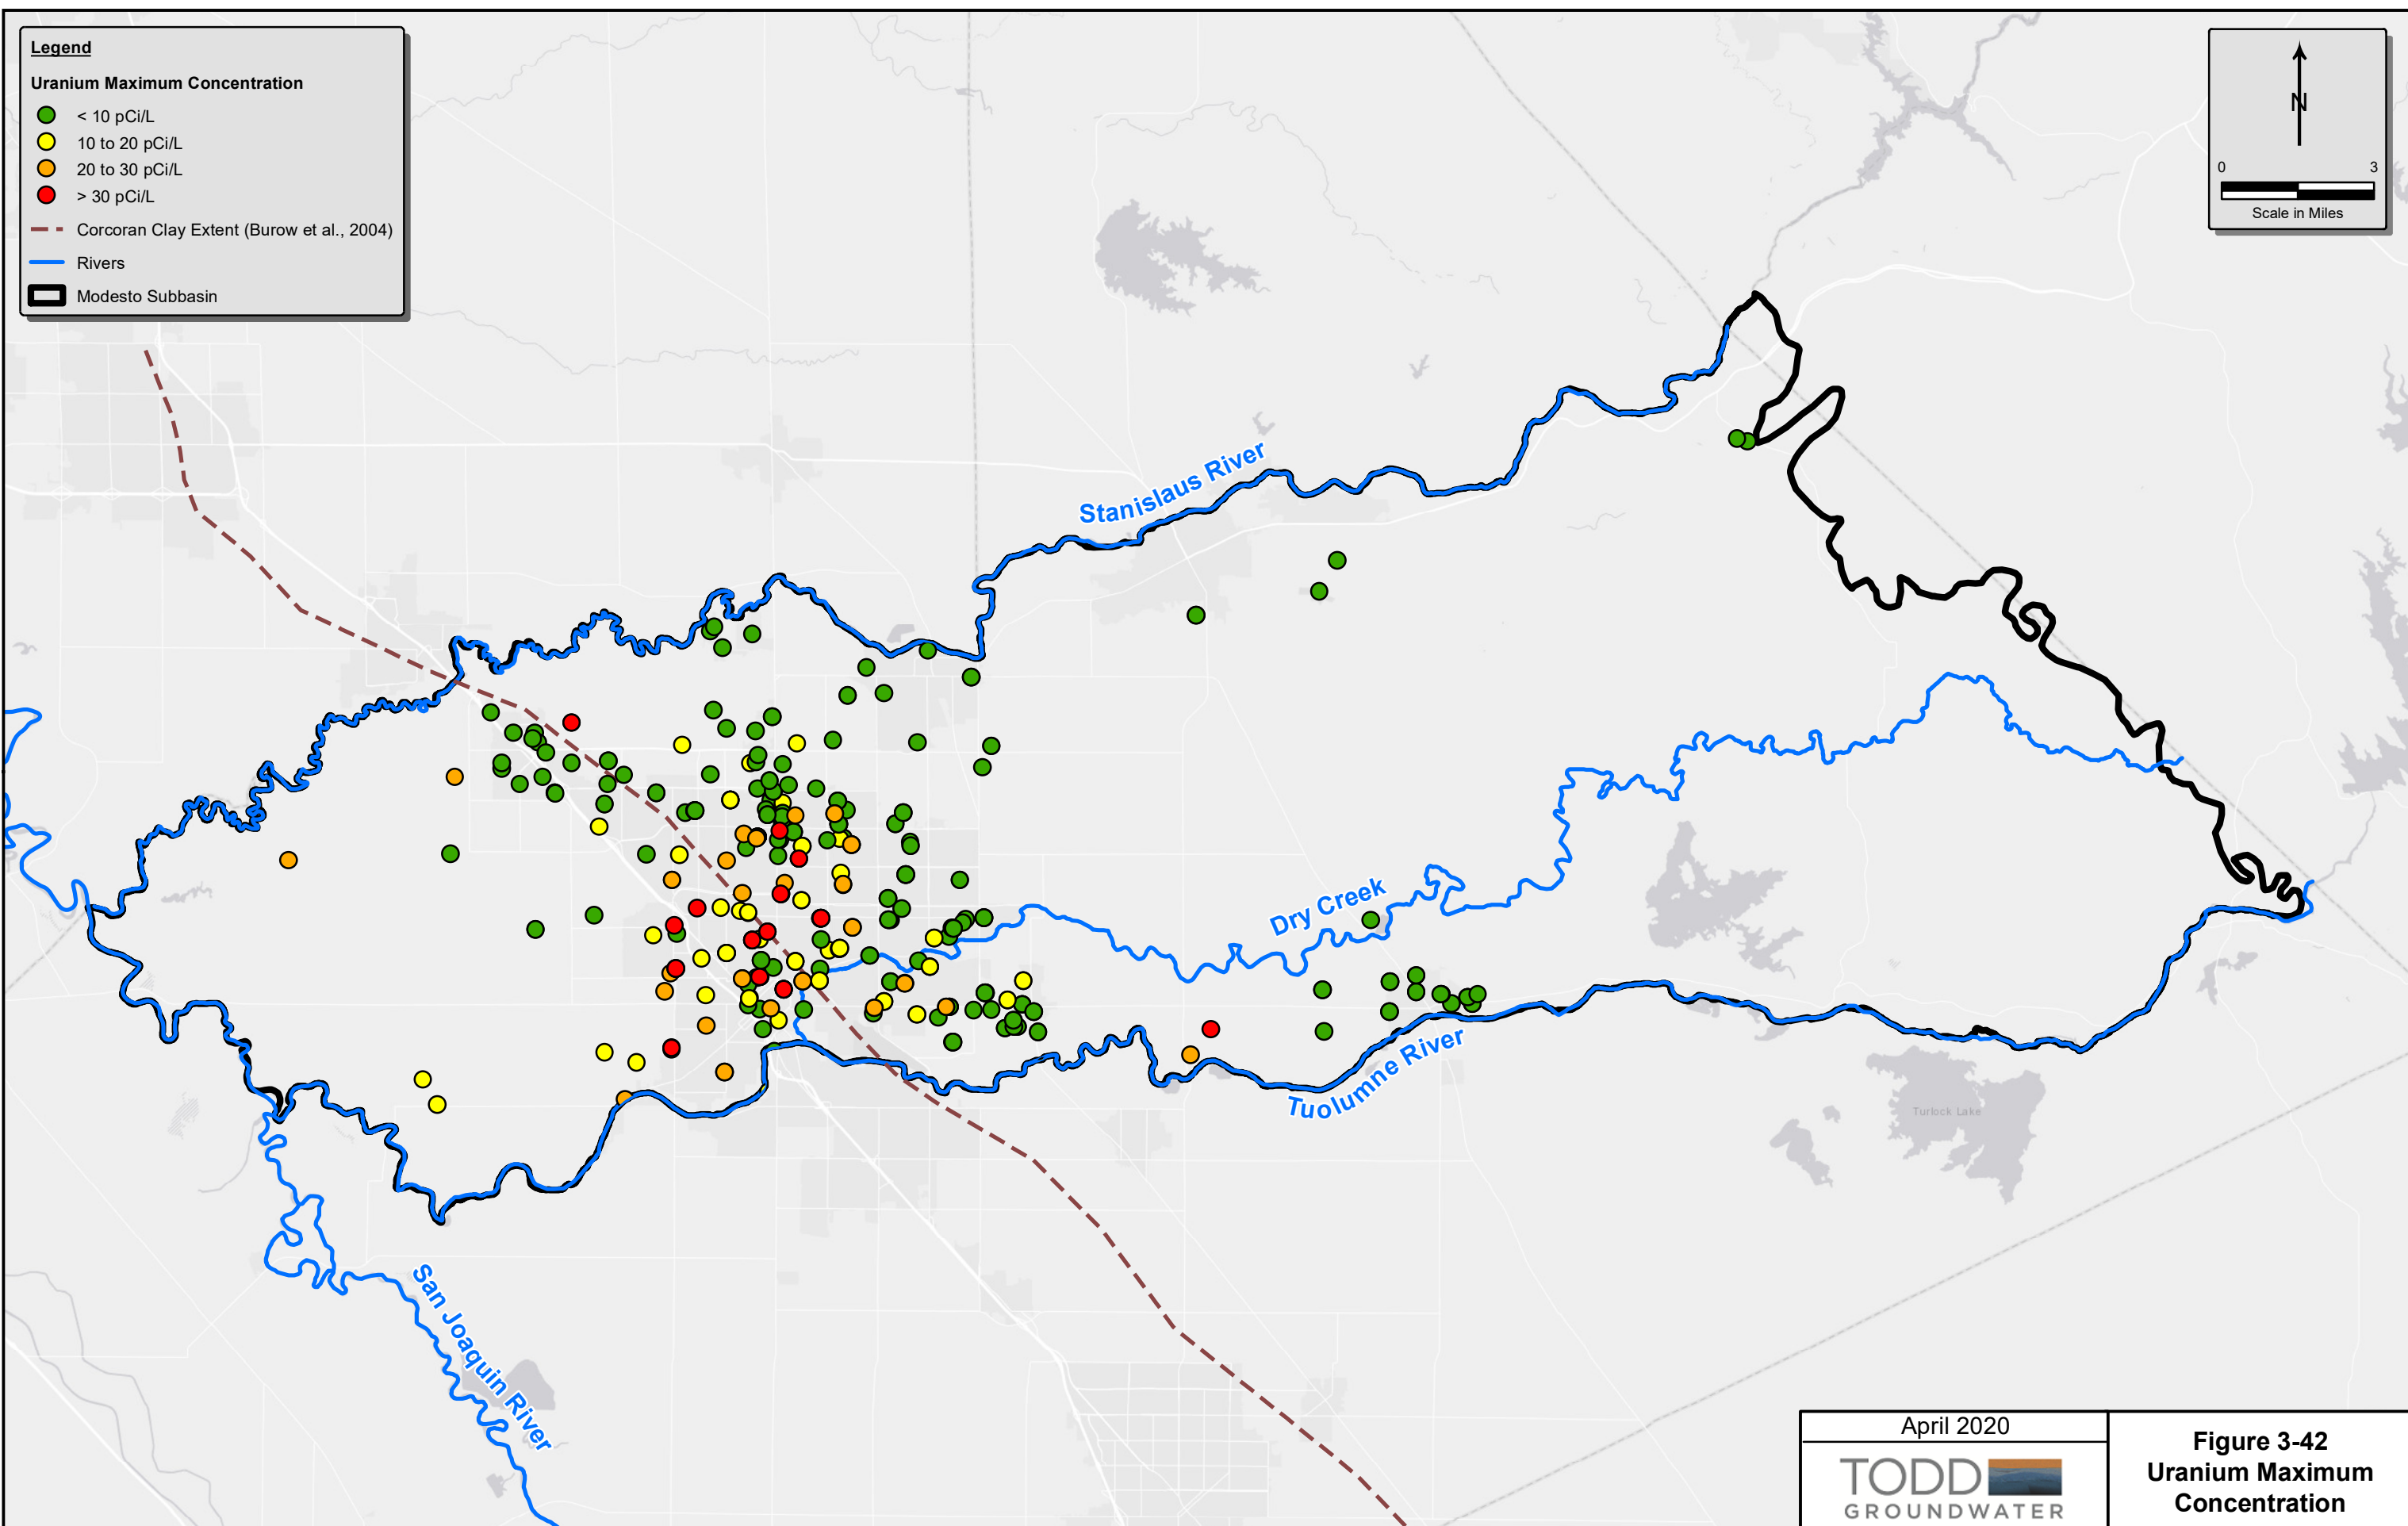 Legend
Uranium Maximum Concentration
< 10 pCi/L
10 to 20 pCi/L
20 to 30 pCi/L
> 30 pCi/L
Corcoran Clay Extent (Burow et al., 2004)
Rivers
Modesto Subbasin
N
0 3
Scale in Miles
Stanislaus River
Dry Creek
Tuolumne River
Turlock Lake
San Joaquin River
April 2020
TODD
GROUNDWATER
Figure 3-42
Uranium Maximum
Concentration